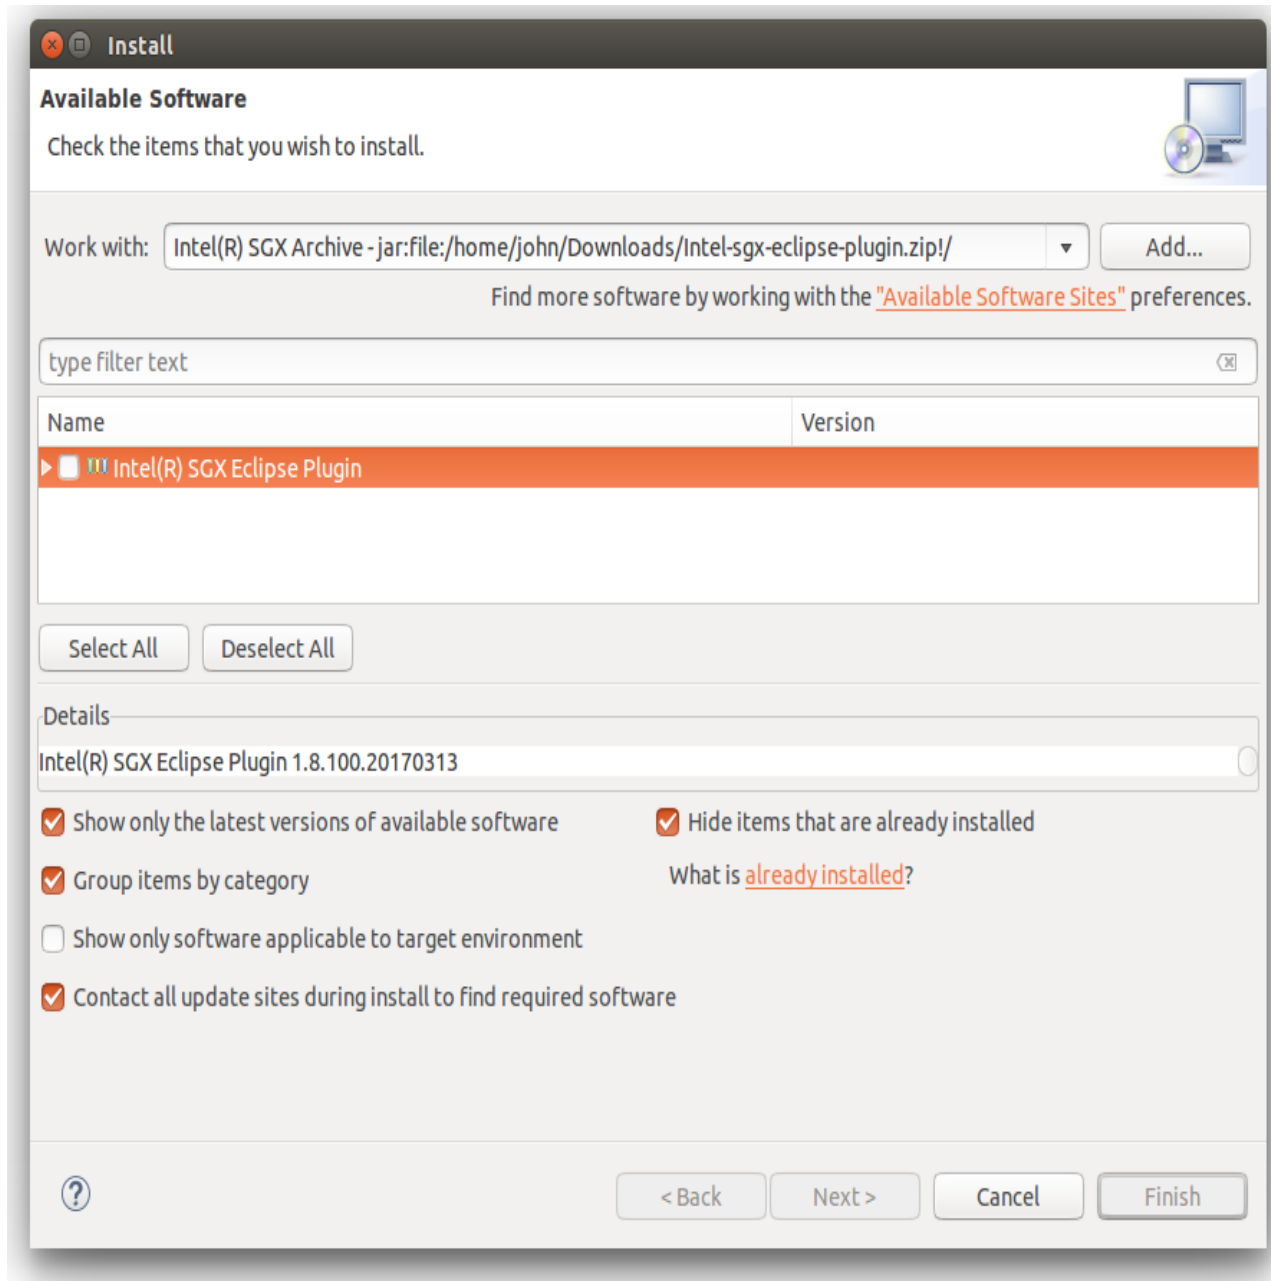 Install
Available Software
Check the items that you wish to install.
Work with: Intel(R) SGX Archive - jar:file:/home/john/Downloads/Intel-sgx-eclipse-plugin.zip!/ Add...
Find more software by working with the "Available Software Sites" preferences.
type filter text
Name Version
Intel(R) SGX Eclipse Plugin
Select All Deselect All
Details
Intel(R) SGX Eclipse Plugin 1.8.100.20170313
Show only the latest versions of available software Hide items that are already installed
Group items by category What is already installed?
Show only software applicable to target environment
Contact all update sites during install to find required software
? < Back Next > Cancel Finish